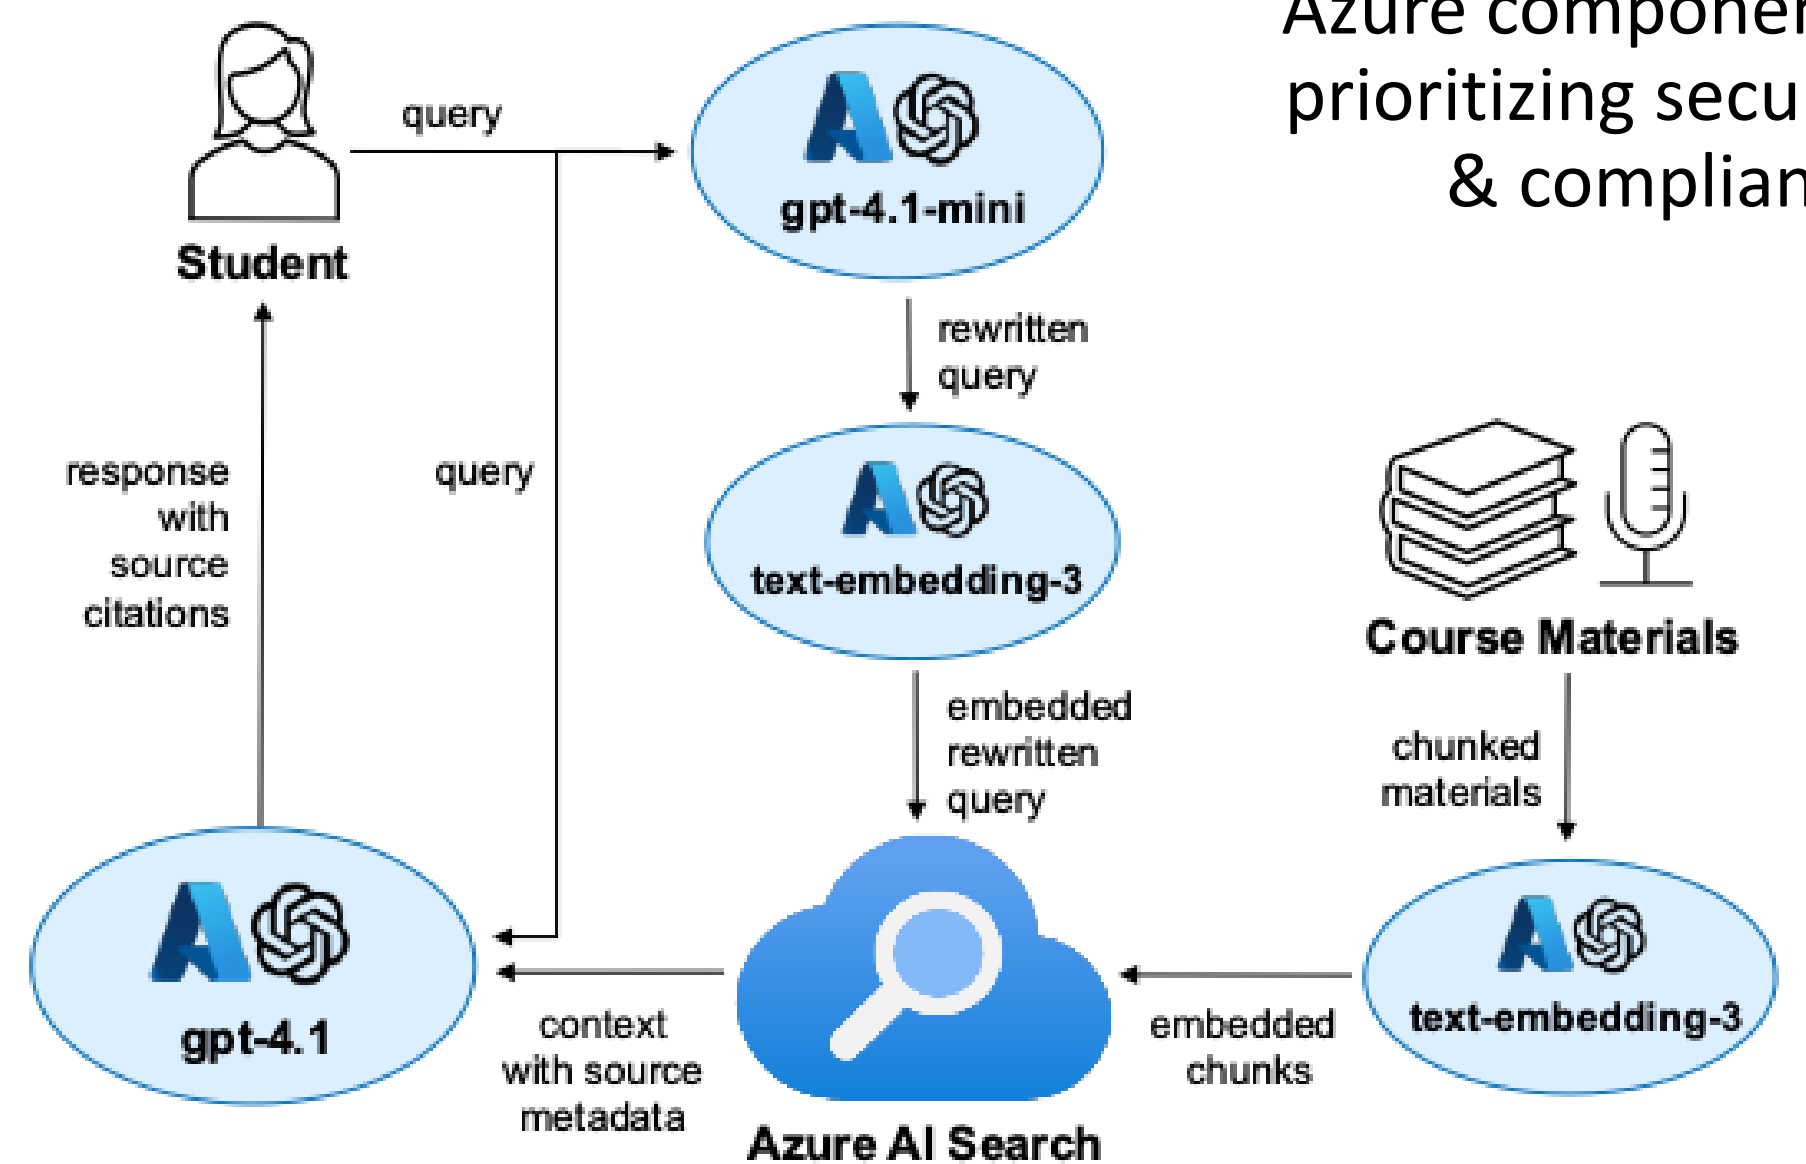 Azure
prioritizing
& 
query
gpt-4.1-mini
Student
rewritten
query
response
with
source
citations
query
text-embedding-3
Course Materials
embedded
rewritten
query
chunked
materials
gpt-4.1
context
with source
metadata
embedded
chunks
text-embedding-3
Azure AI Search